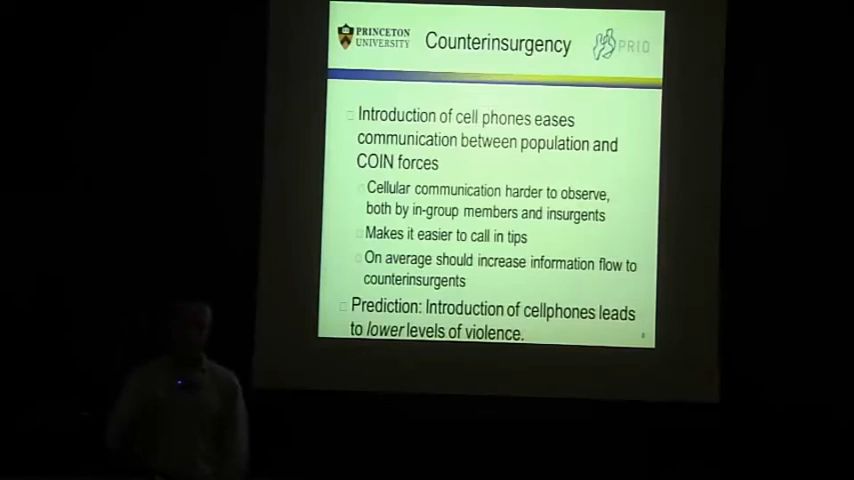 PRINCETON
UNIVERSITY
Counterinsurgency
PRIO
Introduction of cell phones eases
communication between population and
COIN forces
Cellular communication harder to observe,
both by in-group members and insurgents
Makes it easier to call in tips
On average should increase information flow to
counterinsurgents
Prediction: Introduction of cellphones leads
to lower levels of violence.